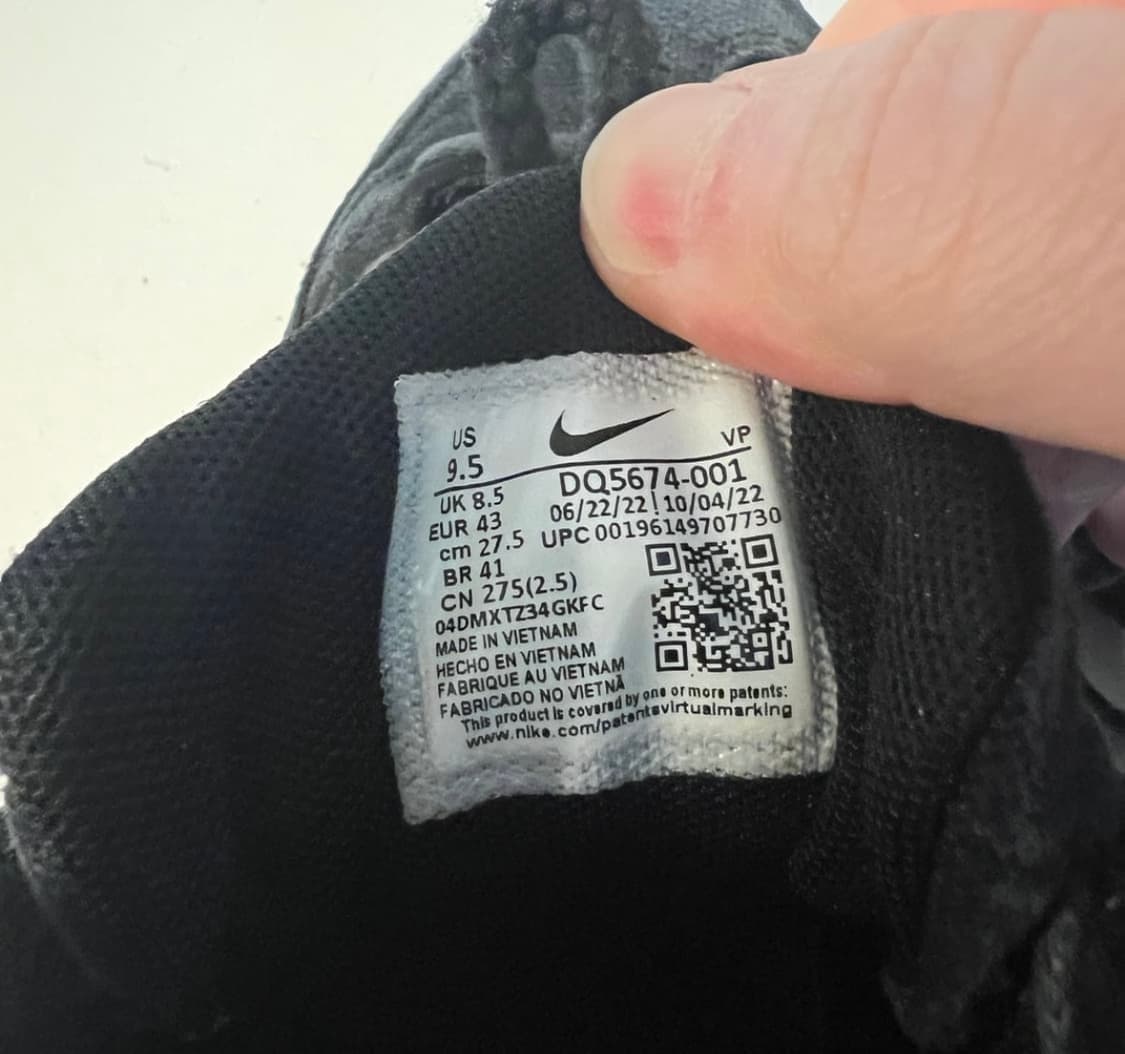 US
9.5
VP
UK 8.5
DQ5674-001
EUR 43
06/22/22 10/04/22
cm 27.5
UPC 00196149707730
BR 41
CN 275(2.5)
04DMXTZ34GKFC
MADE IN VIETNAM
HECHO EN VIETNAM
FABRIQUE AU VIETNAM
FABRICADO NO VIETNÃ
This product is covered by one or more patents:
www.nike.com/patentsvirtualmarking